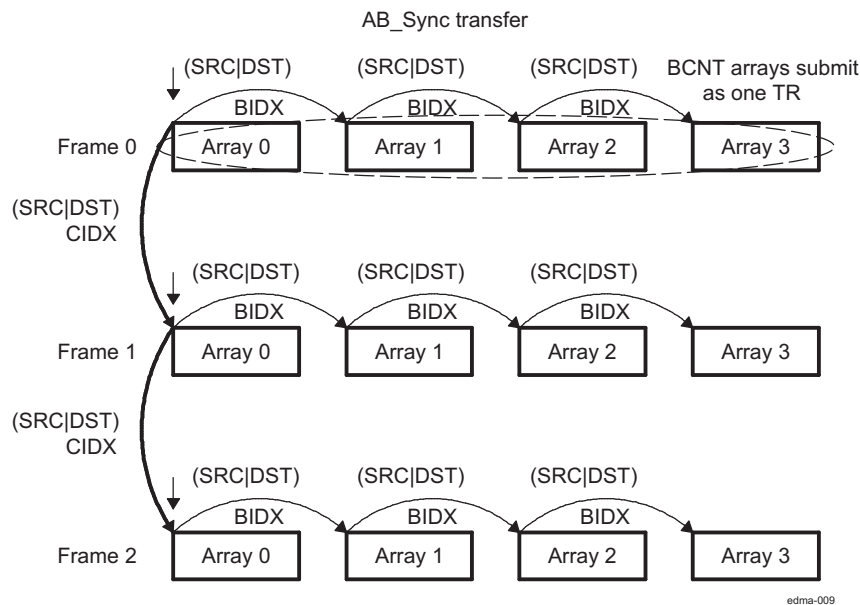 AB_Sync transfer
(SRC|DST) (SRC|DST) (SRC|DST) BCNT arrays submit
as one TR
BIDX BIDX BIDX
Frame 0 Array 0 Array 1 Array 2 Array 3
(SRC|DST)
CIDX
(SRC|DST) (SRC|DST) (SRC|DST)
BIDX BIDX BIDX
Frame 1 Array 0 Array 1 Array 2 Array 3
(SRC|DST)
CIDX
(SRC|DST) (SRC|DST) (SRC|DST)
BIDX BIDX BIDX
Frame 2 Array 0 Array 1 Array 2 Array 3
edma-009